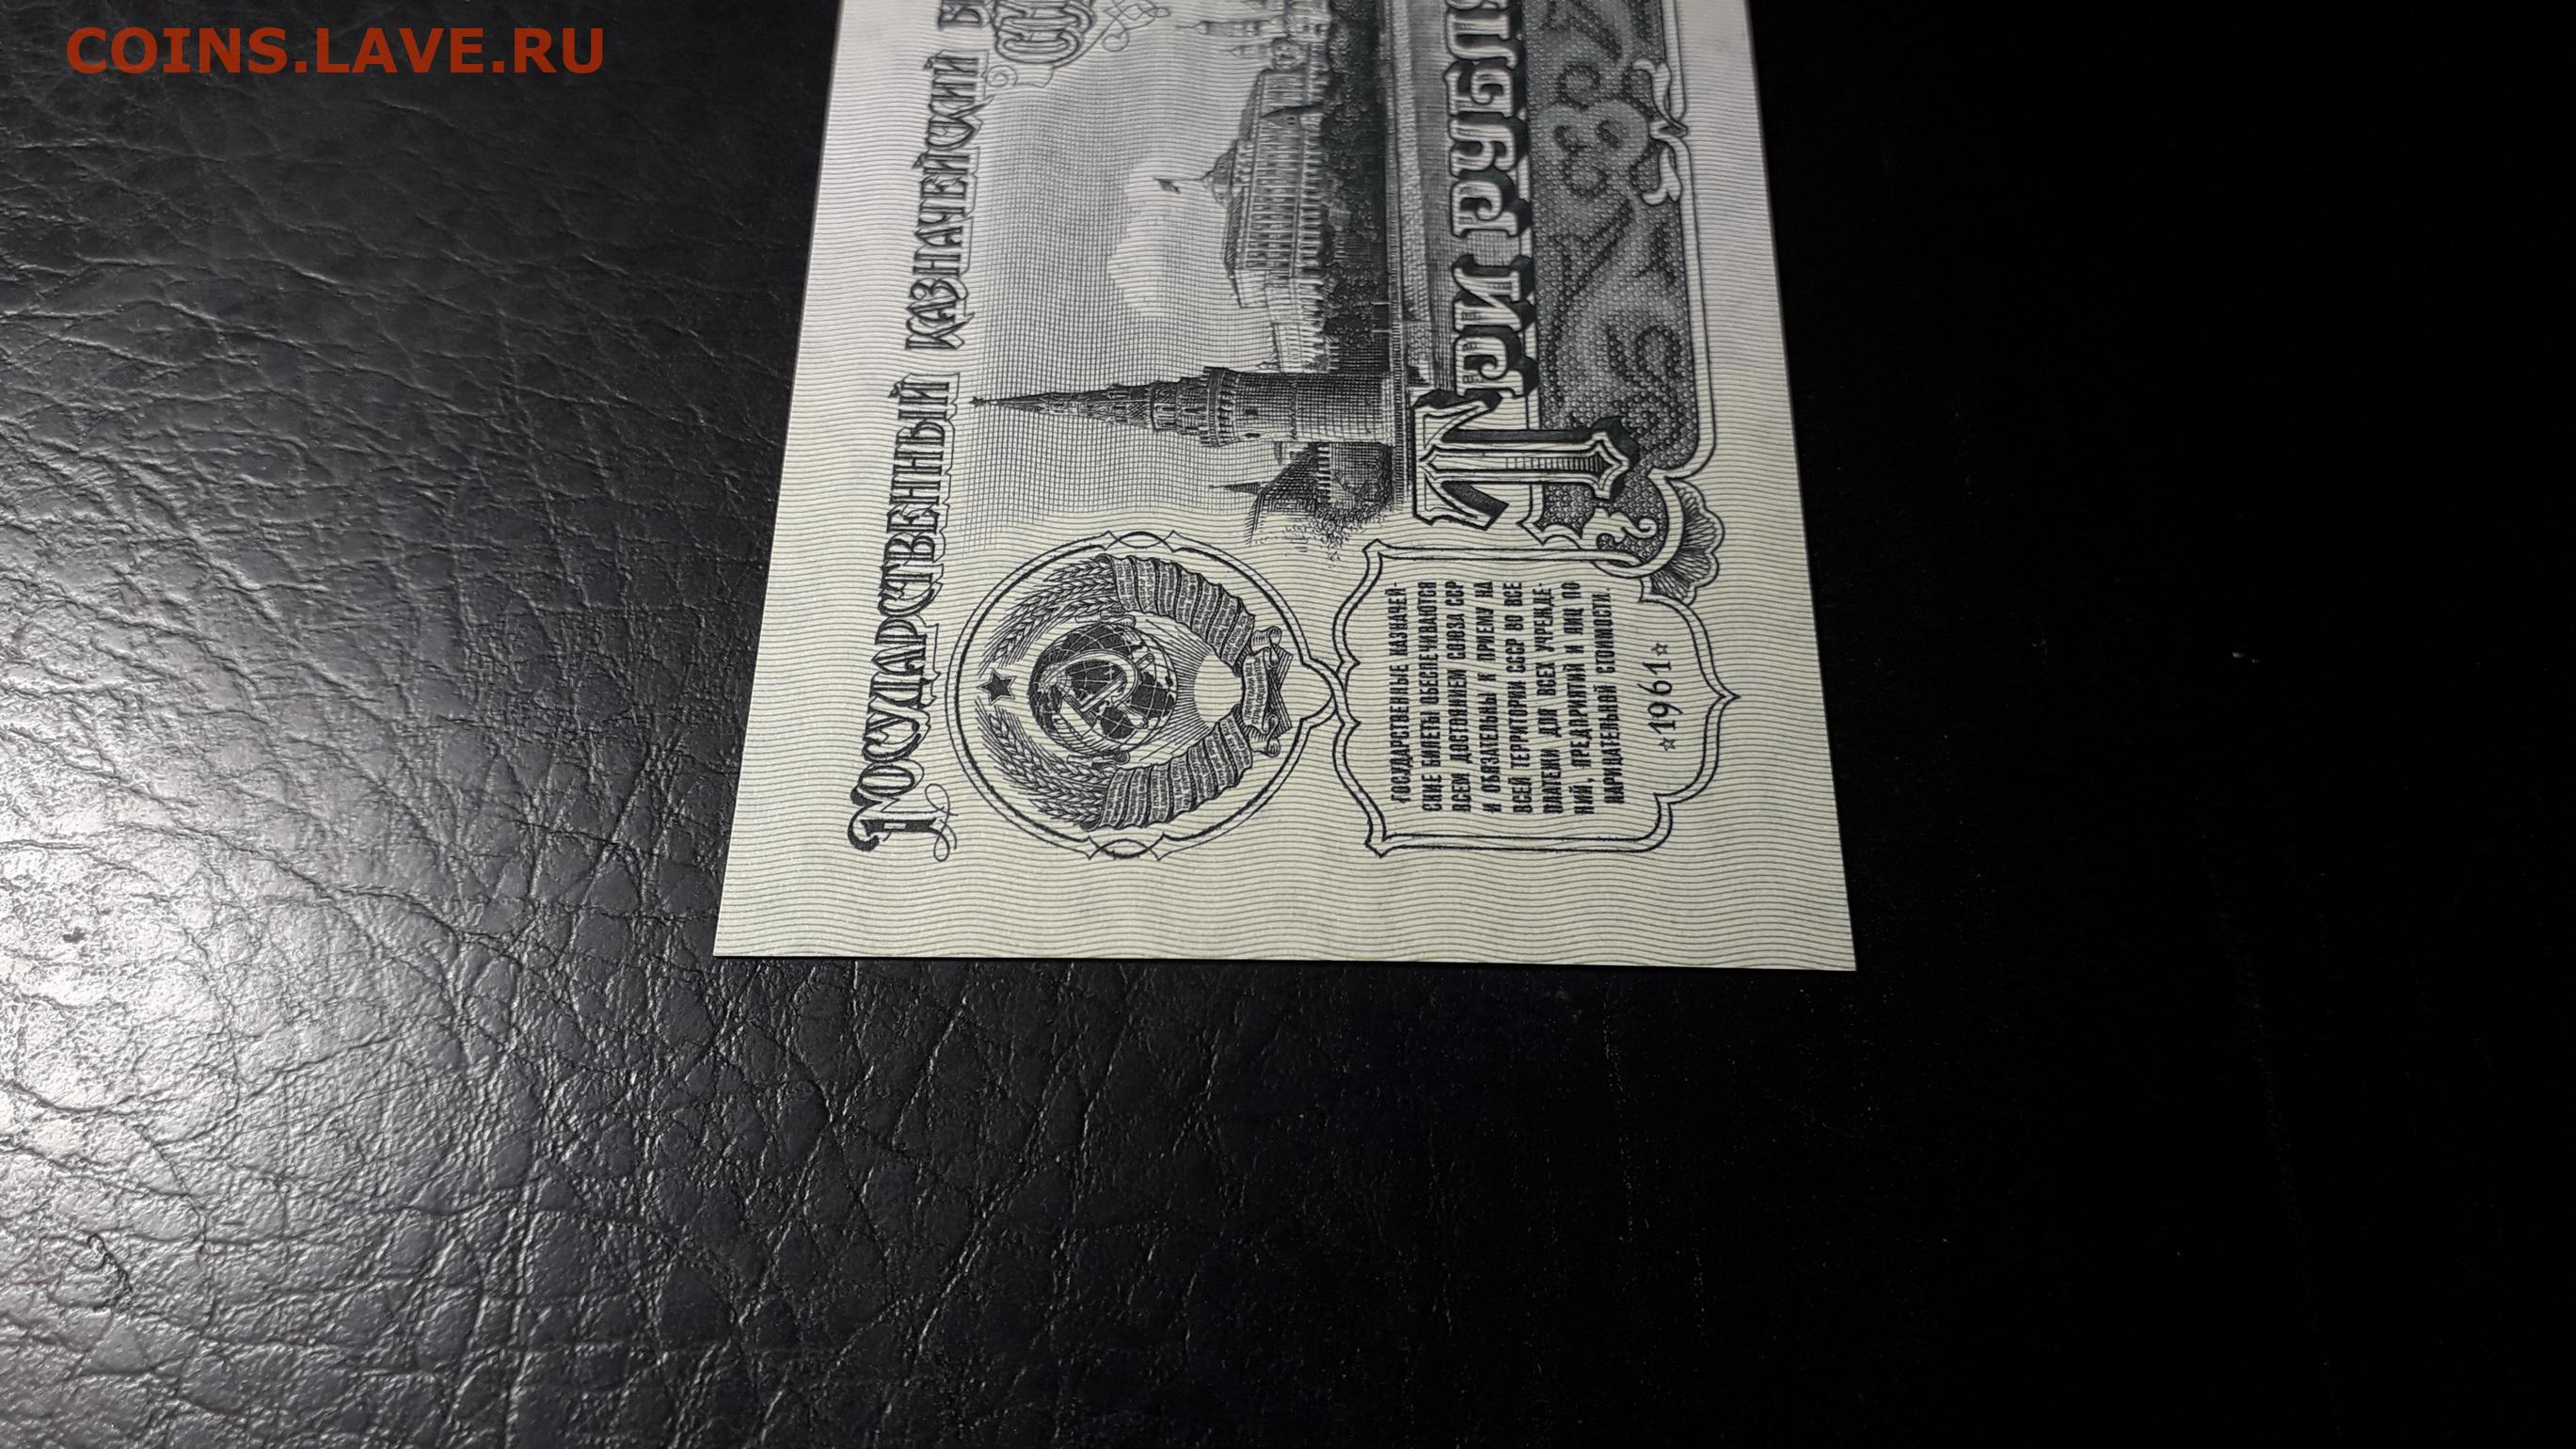 COINS.LAVE.RU
ГОСУДАРСТВЕННЫЙ КАЗНАЧЕЙСКИЙ
ТРИ РУБЛЯ
ГОСУДАРСТВЕННЫЕ КАЗНАЧЕЙ-
СКИЕ БИЛЕТЫ ОБЕСПЕЧИВАЮТСЯ
ВСЕМ ДОСТОЯНИЕМ СОЮЗА ССР
И ОБЯЗАТЕЛЬНЫ К ПРИЕМУ НА
ВСЕЙ ТЕРРИТОРИИ СССР ВО ВСЕ
ПЛАТЕЖИ ДЛЯ ВСЕХ УЧРЕЖДЕ-
НИЙ, ПРЕДПРИЯТИЙ И ЛИЦ ПО
НАРИЦАТЕЛЬНОЙ СТОИМОСТИ.
☆1961☆